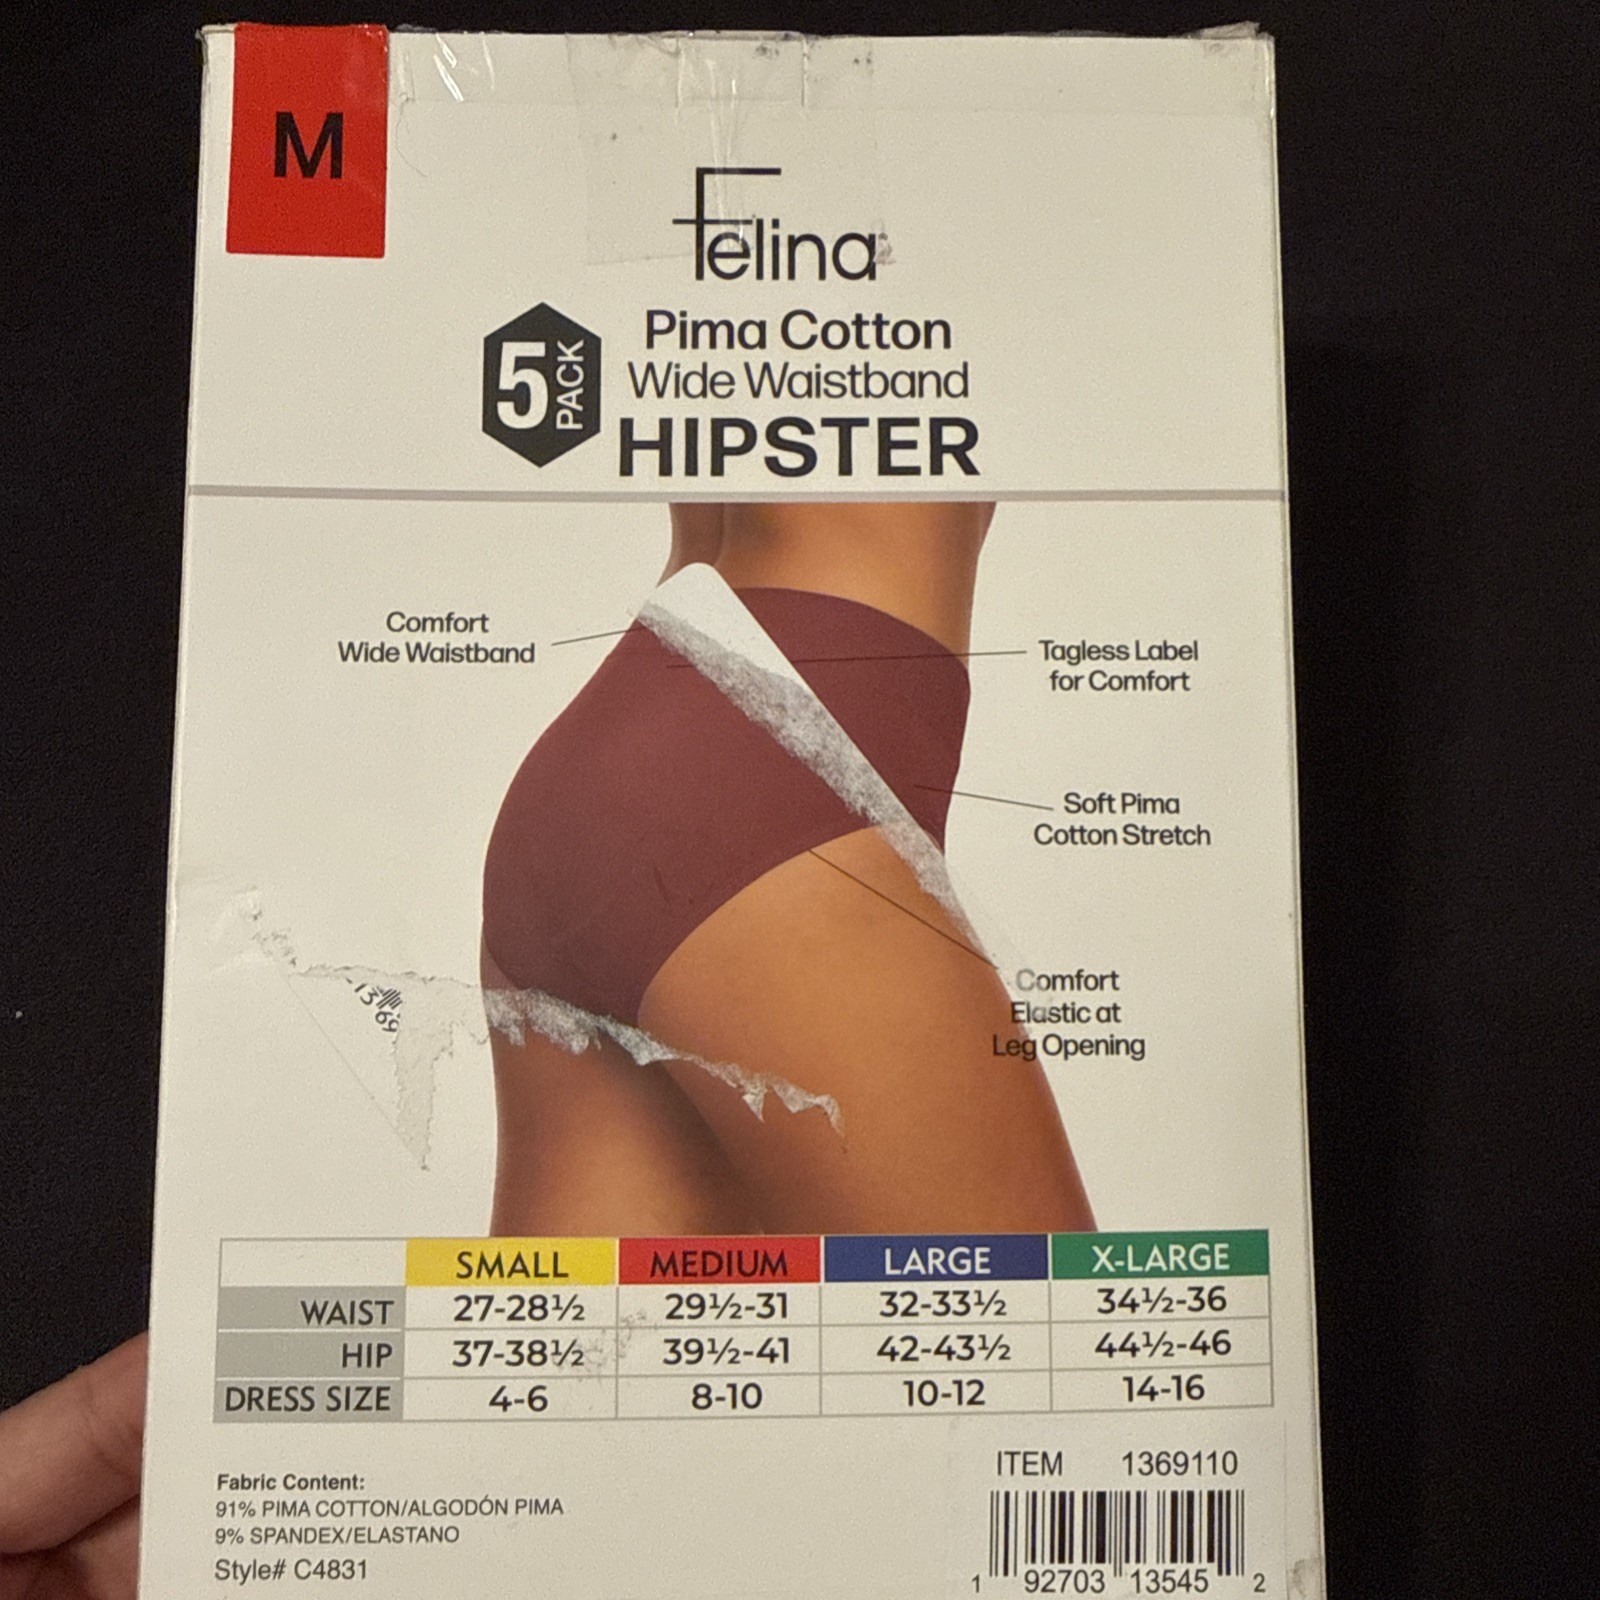 M
Felina
5 PACK
Pima Cotton
Wide Waistband
HIPSTER
Comfort
Wide Waistband
Tagless Label
for Comfort
Soft Pima
Cotton Stretch
Comfort
Elastic at
Leg Opening
SMALL MEDIUM LARGE X-LARGE
WAIST 27-28½ 29½-31 32-33½ 34½-36
HIP 37-38½ 39½-41 42-43½ 44½-46
DRESS SIZE 4-6 8-10 10-12 14-16
Fabric Content:
91% PIMA COTTON/ALGODÓN PIMA
9% SPANDEX/ELASTANO
Style# C4831
ITEM 1369110
1 92703 13545 2